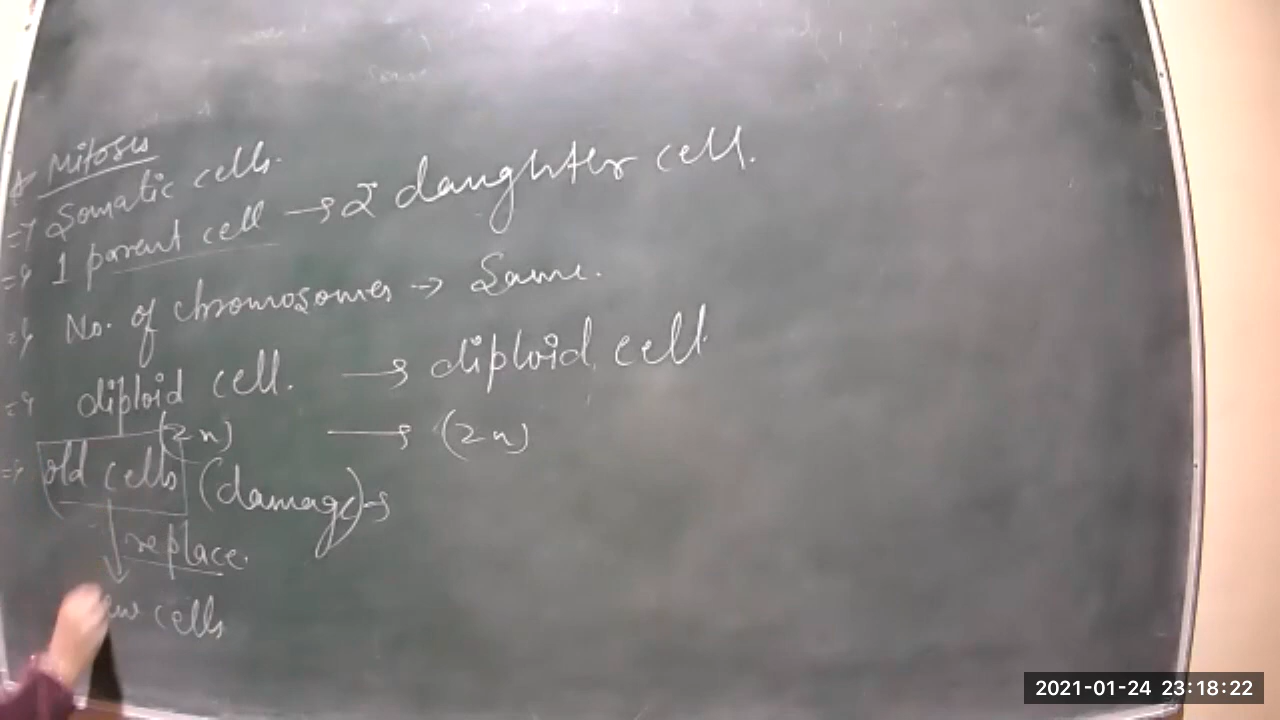 * Mitosis
=> Somatic cells.
=> 1 parent cell → 2 daughter cell.
=> No. of chromosomes → Same.
=> diploid cell. → diploid cell
(2n) → (2n)
=> old cells (damage) →
↓ replace.
cells
2021-01-24 23:18:22